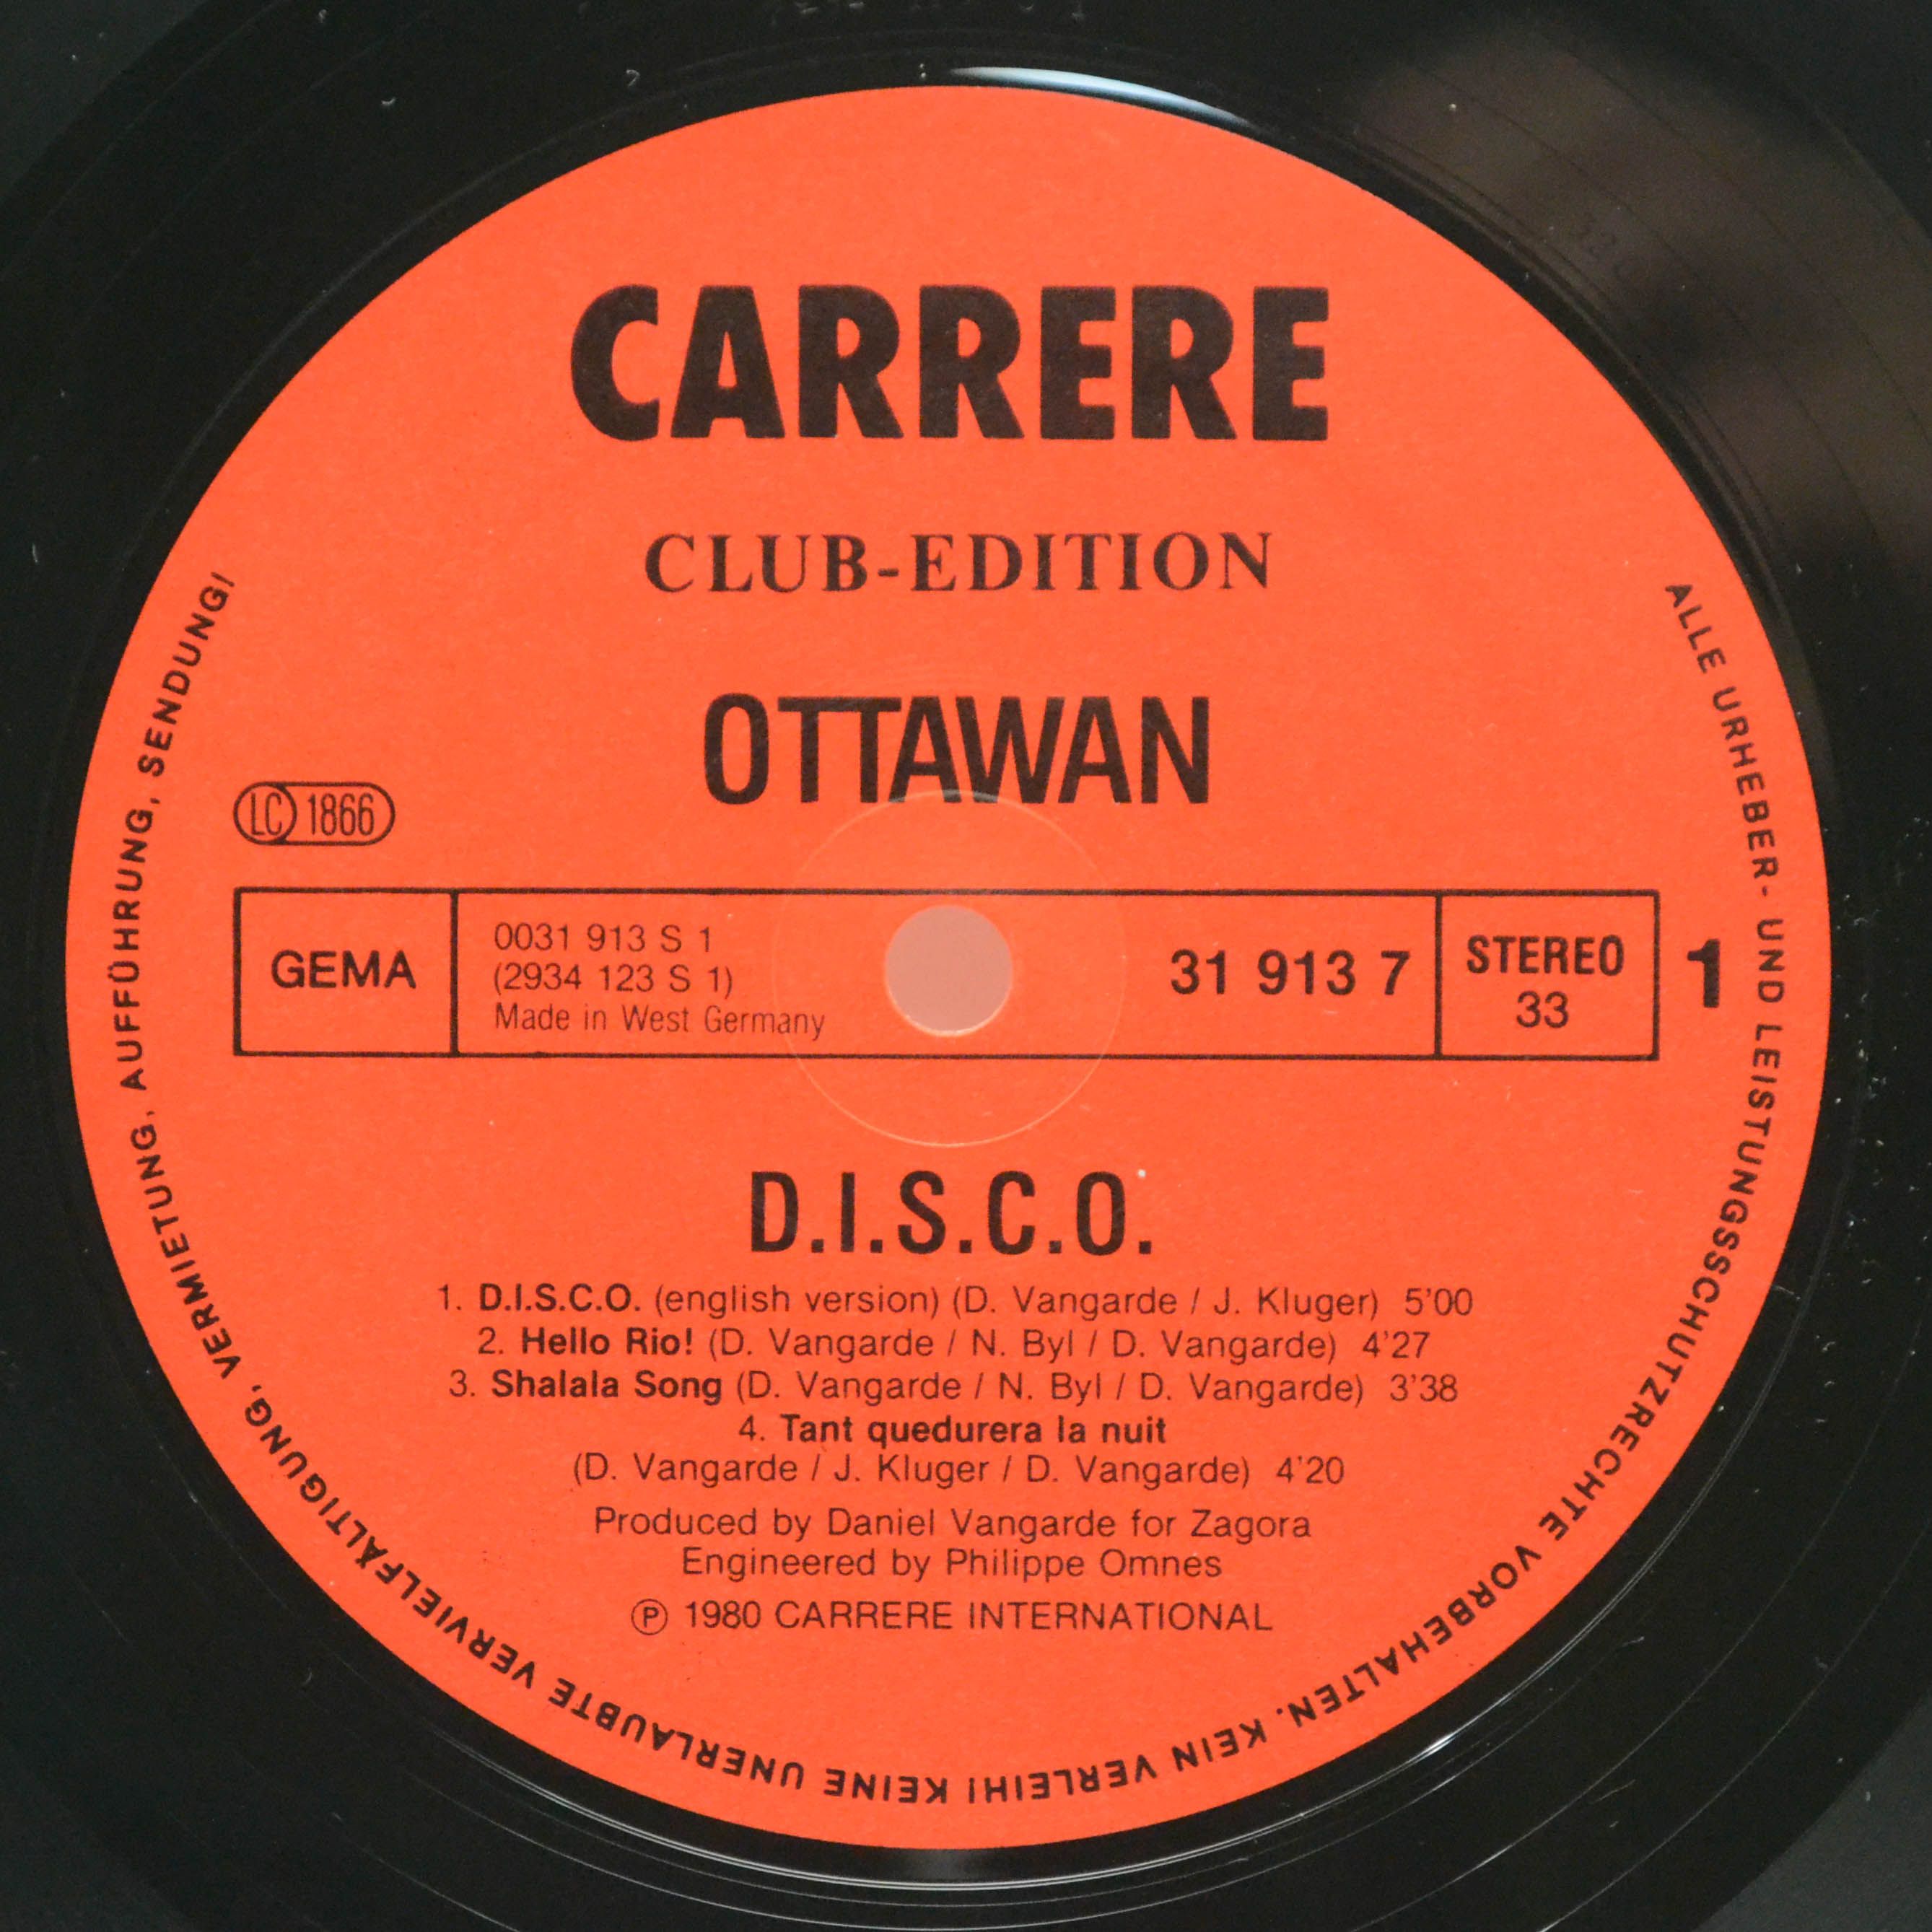 CARRERE
CLUB-EDITION
OTTAWAN
LC 1866
GEMA
0031 913 S 1
(2934 123 S 1)
Made in West Germany
31 913 7
STEREO
33
1
D.I.S.C.O.
1. D.I.S.C.O. (english version) (D. Vangarde / J. Kluger) 5'00
2. Hello Rio! (D. Vangarde / N. Byl / D. Vangarde) 4'27
3. Shalala Song (D. Vangarde / N. Byl / D. Vangarde) 3'38
4. Tant quedurera la nuit
(D. Vangarde / J. Kluger / D. Vangarde) 4'20
Produced by Daniel Vangarde for Zagora
Engineered by Philippe Omnes
Ⓟ 1980 CARRERE INTERNATIONAL
ALLE URHEBER- UND LEISTUNGSSCHUTZRECHTE VORBEHALTEN. KEIN VERLEIH! KEINE UNERLAUBTE VERVIELFÄLTIGUNG, VERMIETUNG, AUFFÜHRUNG, SENDUNG!